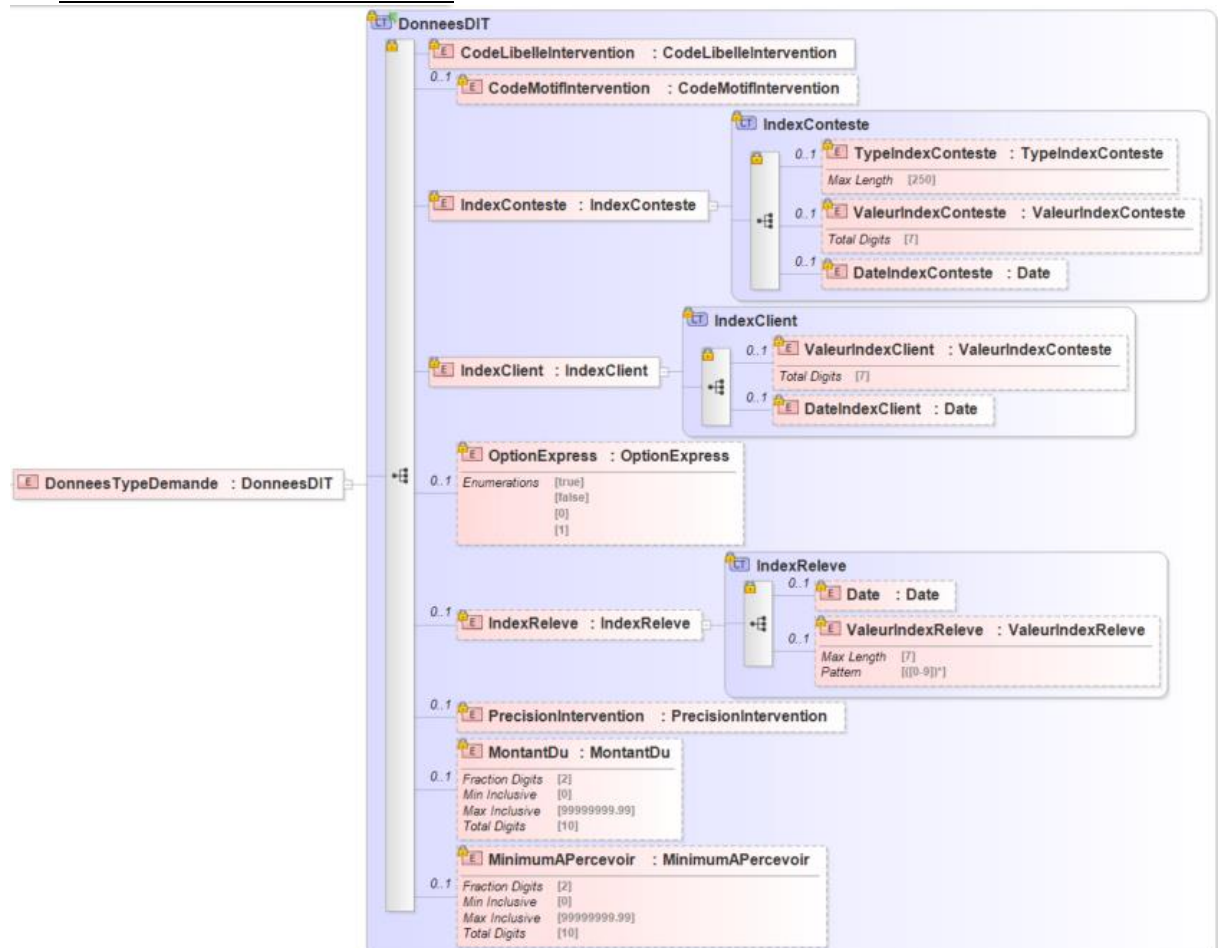 CT DonneesDIT
E CodeLibelleIntervention : CodeLibelleIntervention
0..1 E CodeMotifIntervention : CodeMotifIntervention
CT IndexConteste
0..1 E TypeIndexConteste : TypeIndexConteste
Max Length [250]
E IndexConteste : IndexConteste
0..1 E ValeurIndexConteste : ValeurIndexConteste
Total Digits [7]
0..1 E DateIndexConteste : Date
CT IndexClient
0..1 E ValeurIndexClient : ValeurIndexConteste
E IndexClient : IndexClient
Total Digits [7]
0..1 E DateIndexClient : Date
E OptionExpress : OptionExpress
0..1 Enumerations [true]
[false]
[0]
[1]
E DonneesTypeDemande : DonneesDIT
CT IndexReleve
0..1 E Date : Date
0..1 E IndexReleve : IndexReleve
0..1 E ValeurIndexReleve : ValeurIndexReleve
Max Length [7]
Pattern [([0-9])*]
0..1 E PrecisionIntervention : PrecisionIntervention
E MontantDu : MontantDu
0..1 Fraction Digits [2]
Min Inclusive [0]
Max Inclusive [99999999.99]
Total Digits [10]
E MinimumAPercevoir : MinimumAPercevoir
0..1 Fraction Digits [2]
Min Inclusive [0]
Max Inclusive [99999999.99]
Total Digits [10]